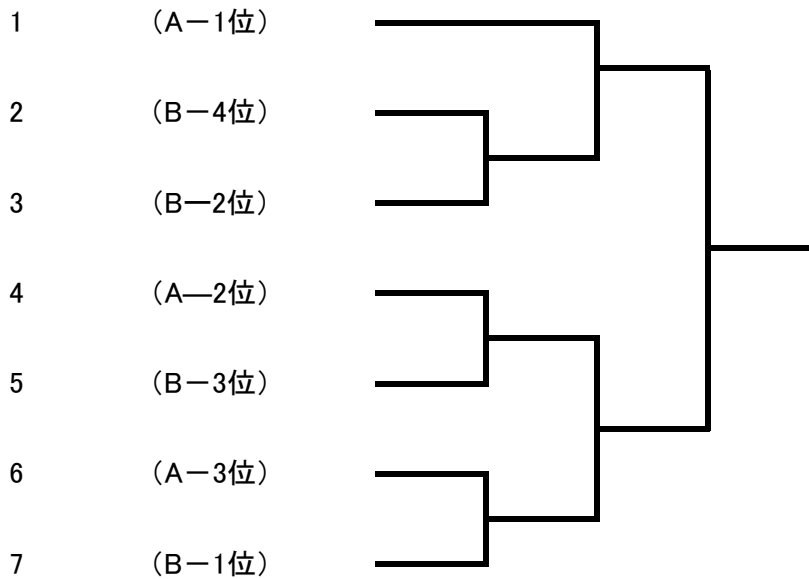 1 （A－1位）
2 （B－4位）
3 （B―2位）
4 （A―2位）
5 （B－3位）
6 （A－3位）
7 （B－1位）